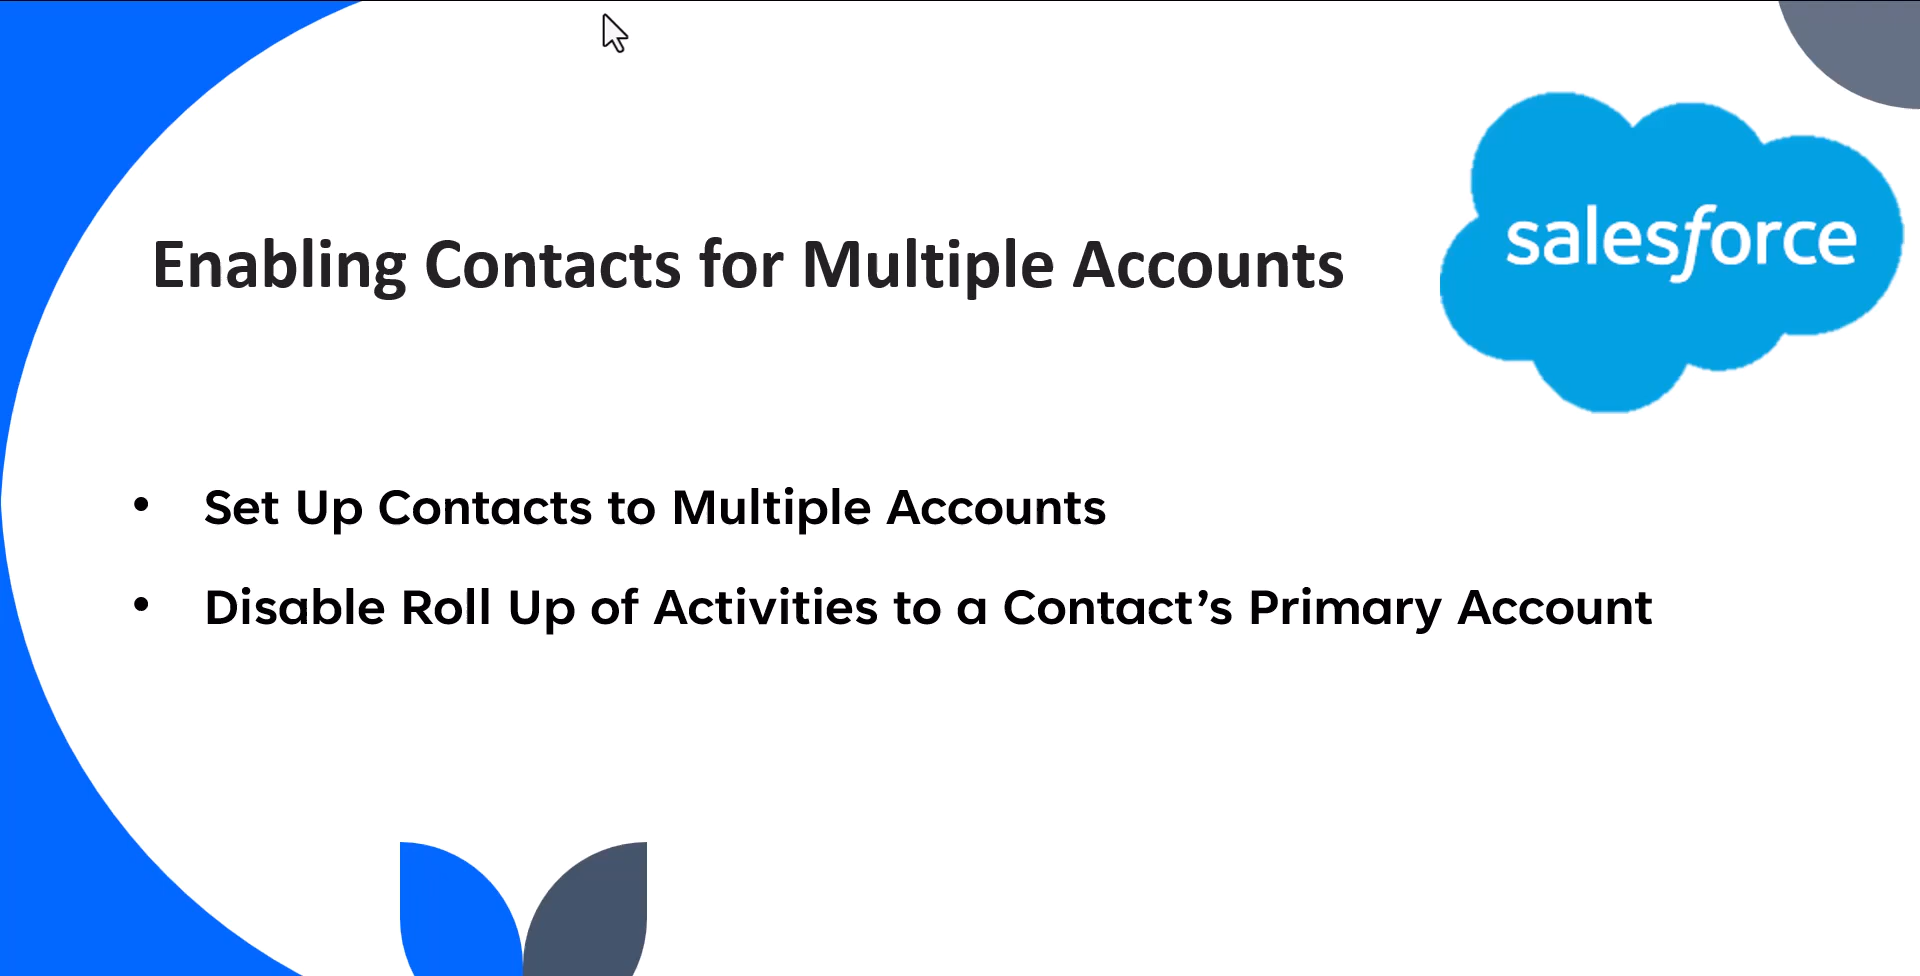 Enabling Contacts for Multiple Accounts
salesforce
• Set Up Contacts to Multiple Accounts
• Disable Roll Up of Activities to a Contact’s Primary Account